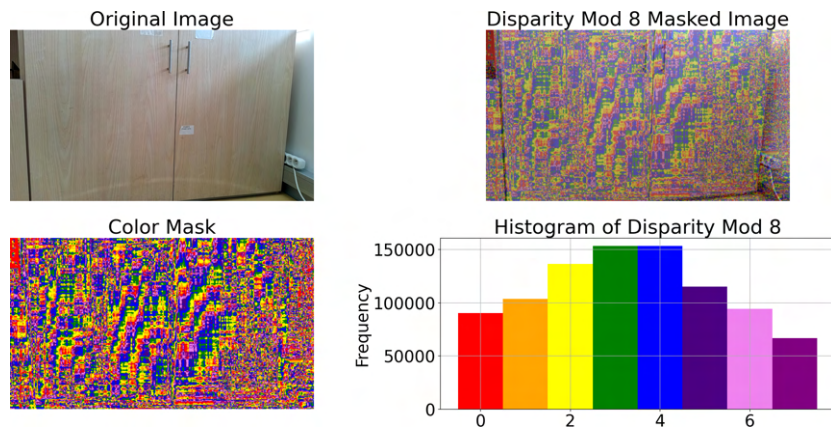 Original Image
Disparity Mod 8 Masked Image
Color Mask
Histogram of Disparity Mod 8
Frequency
150000
100000
50000
0
0
2
4
6